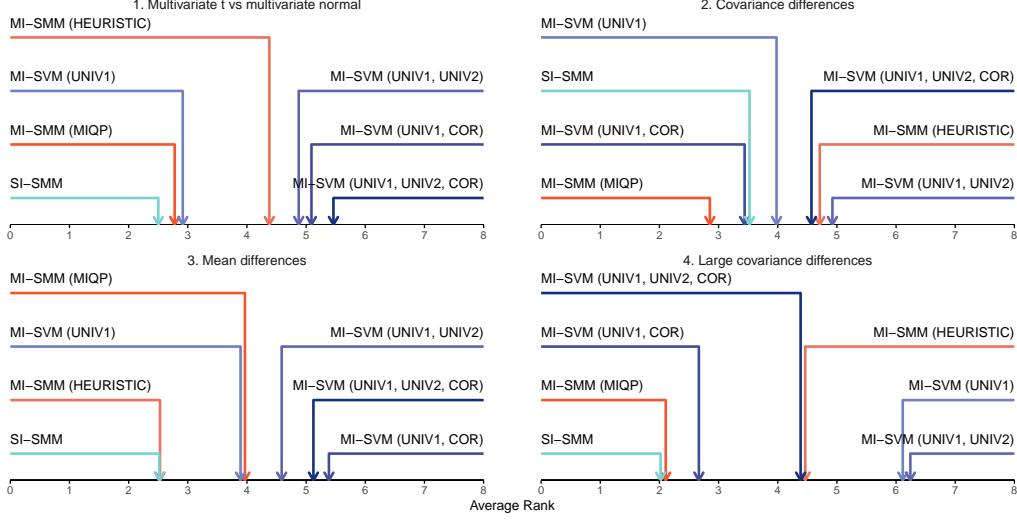 1. Multivariate t vs multivariate normal
MI−SMM (HEURISTIC)
MI−SVM (UNIV1)
MI−SVM (UNIV1, UNIV2)
MI−SMM (MIQP)
MI−SVM (UNIV1, COR)
SI−SMM
MI−SVM (UNIV1, UNIV2, COR)
0 1 2 3 4 5 6 7 8
2. Covariance differences
MI−SVM (UNIV1)
SI−SMM
MI−SVM (UNIV1, UNIV2, COR)
MI−SVM (UNIV1, COR)
MI−SMM (HEURISTIC)
MI−SMM (MIQP)
MI−SVM (UNIV1, UNIV2)
0 1 2 3 4 5 6 7 8
3. Mean differences
MI−SMM (MIQP)
MI−SVM (UNIV1)
MI−SVM (UNIV1, UNIV2)
MI−SMM (HEURISTIC)
MI−SVM (UNIV1, UNIV2, COR)
SI−SMM
MI−SVM (UNIV1, COR)
0 1 2 3 4 5 6 7 8
4. Large covariance differences
MI−SVM (UNIV1, UNIV2, COR)
MI−SVM (UNIV1, COR)
MI−SMM (HEURISTIC)
MI−SMM (MIQP)
MI−SVM (UNIV1)
SI−SMM
MI−SVM (UNIV1, UNIV2)
0 1 2 3 4 5 6 7 8
Average Rank